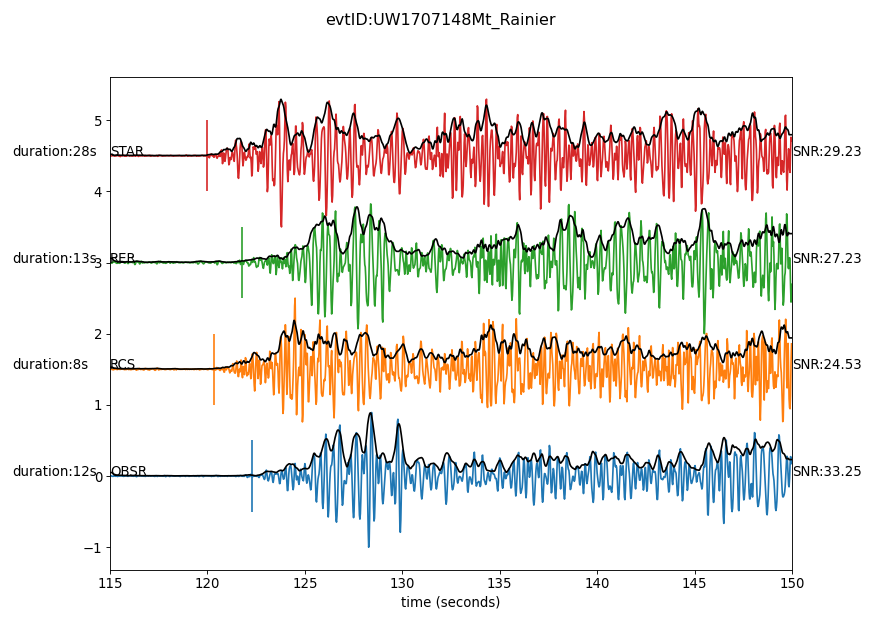 evtID:UW1707148Mt_Rainier
5
duration:28s STAR SNR:29.23
4
duration:13s RER SNR:27.23
3
2
duration:8s RCS SNR:24.53
1
duration:12s OBSR SNR:33.25
0
−1
115 120 125 130 135 140 145 150
time (seconds)